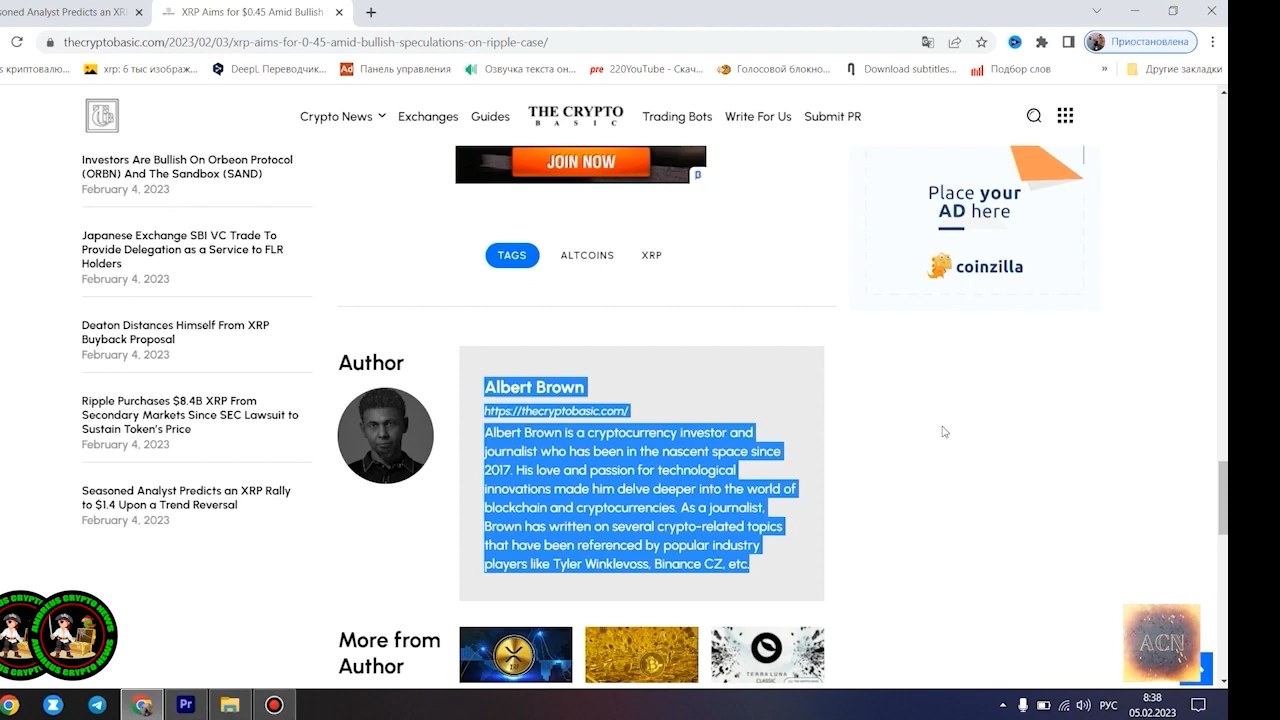 soned Analyst Predicts an XR
XRP Aims for $0.45 Amid Bullish
thecryptobasic.com/2023/02/03/xrp-aims-for-0-45-amid-bullish-speculations-on-ripple-case/
Приостановлена
s криптовалю...
xrp: 6 тыс изображ...
DeepL Переводчик...
Ad
Панель управления
Озвучка текста он...
pre
220YouTube - Скач...
Голосовой блокно...
Download subtitles...
Подбор слов
»
Другие закладки
Crypto News
Exchanges
Guides
THE CRYPTO
BASIC
Trading Bots
Write For Us
Submit PR
Investors Are Bullish On Orbeon Protocol
(ORBN) And The Sandbox (SAND)
February 4, 2023
Japanese Exchange SBI VC Trade To
Provide Delegation as a Service to FLR
Holders
February 4, 2023
Deaton Distances Himself From XRP
Buyback Proposal
February 4, 2023
Ripple Purchases $8.4B XRP From
Secondary Markets Since SEC Lawsuit to
Sustain Token's Price
February 4, 2023
Seasoned Analyst Predicts an XRP Rally
to $1.4 Upon a Trend Reversal
February 4, 2023
JOIN NOW
TAGS
ALTCOINS
XRP
Author
Albert Brown
https://thecryptobasic.com/
Albert Brown is a cryptocurrency investor and
journalist who has been in the nascent space since
2017. His love and passion for technological
innovations made him delve deeper into the world of
blockchain and cryptocurrencies. As a journalist,
Brown has written on several crypto-related topics
that have been referenced by popular industry
players like Tyler Winklevoss, Binance CZ, etc.
More from
Author
TERRA LUNA
CLASSIC
Place your
AD here
coinzilla
ANDREUS CRYPTO NEWS
ACN
Pr
РУС
8:38
05.02.2023